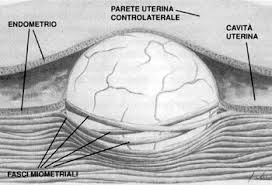 PARETE UTERINA
CONTROLATERALE
ENDOMETRIO
CAVITÀ
UTERINA
FASCI MIOMETRIALI